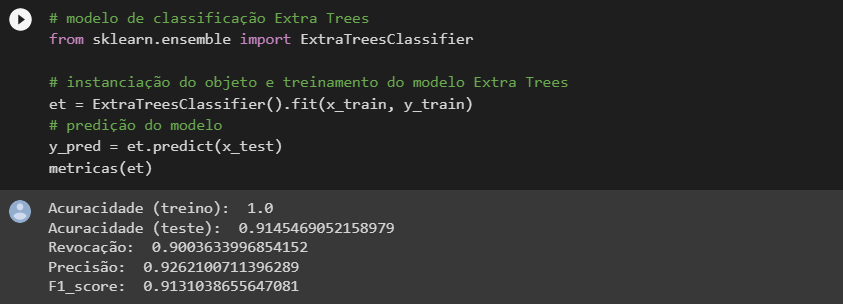 # modelo de classificação Extra Trees
from sklearn.ensemble import ExtraTreesClassifier
# instanciação do objeto e treinamento do modelo Extra Trees
et = ExtraTreesClassifier().fit(x_train, y_train)
# predição do modelo
y_pred = et.predict(x_test)
metricas(et)
Acuracidade (treino):  1.0
Acuracidade (teste):  0.9145469052158979
Revocação:  0.9003633996854152
Precisão:  0.9262100711396289
F1_score:  0.9131038655647081